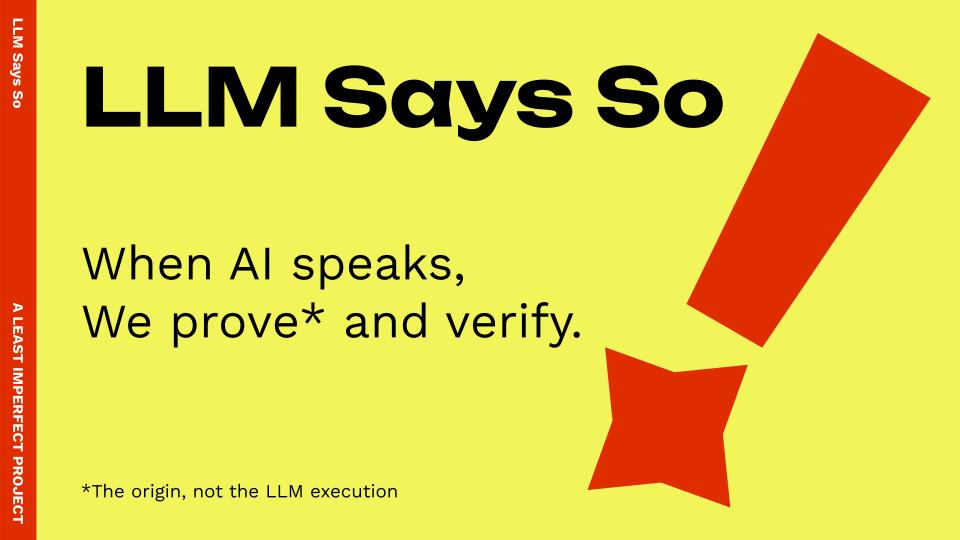 LLM Says So
LLM Says So
When AI speaks,
We prove* and verify.
*The origin, not the LLM execution
A LEAST IMPERFECT PROJECT